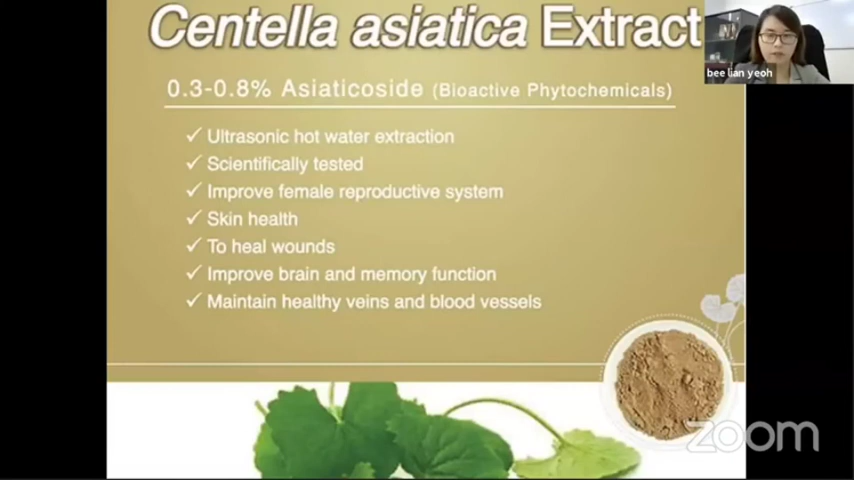 Centella asiatica Extract
bee lian yeoh
0.3-0.8% Asiaticoside (Bioactive Phytochemicals)
✓ Ultrasonic hot water extraction
✓ Scientifically tested
✓ Improve female reproductive system
✓ Skin health
✓ To heal wounds
✓ Improve brain and memory function
✓ Maintain healthy veins and blood vessels
zoom